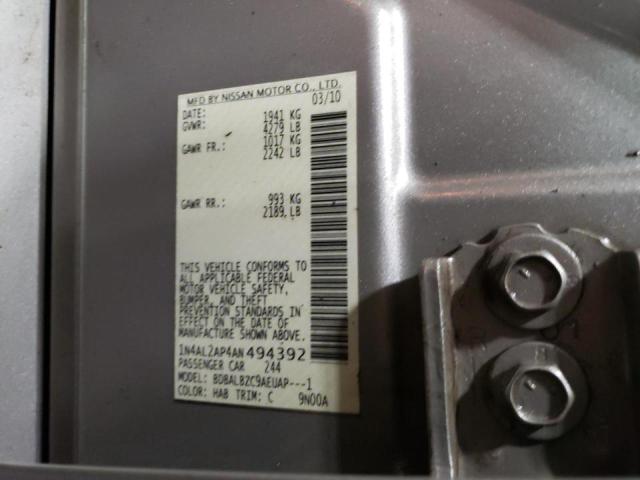 MFD BY NISSAN MOTOR CO., LTD.
DATE: 03/10
GVWR: 1941 KG
4279 LB
GAWR FR.: 1017 KG
2242 LB
GAWR RR.: 993 KG
2189 LB
THIS VEHICLE CONFORMS TO
ALL APPLICABLE FEDERAL
MOTOR VEHICLE SAFETY,
BUMPER, AND THEFT
PREVENTION STANDARDS IN
EFFECT ON THE DATE OF
MANUFACTURE SHOWN ABOVE.
1N4AL2AP4AN494392
PASSENGER CAR 244
MODEL: BDBALBZC9AEUAP---1
COLOR: HAB TRIM: C 9N00A